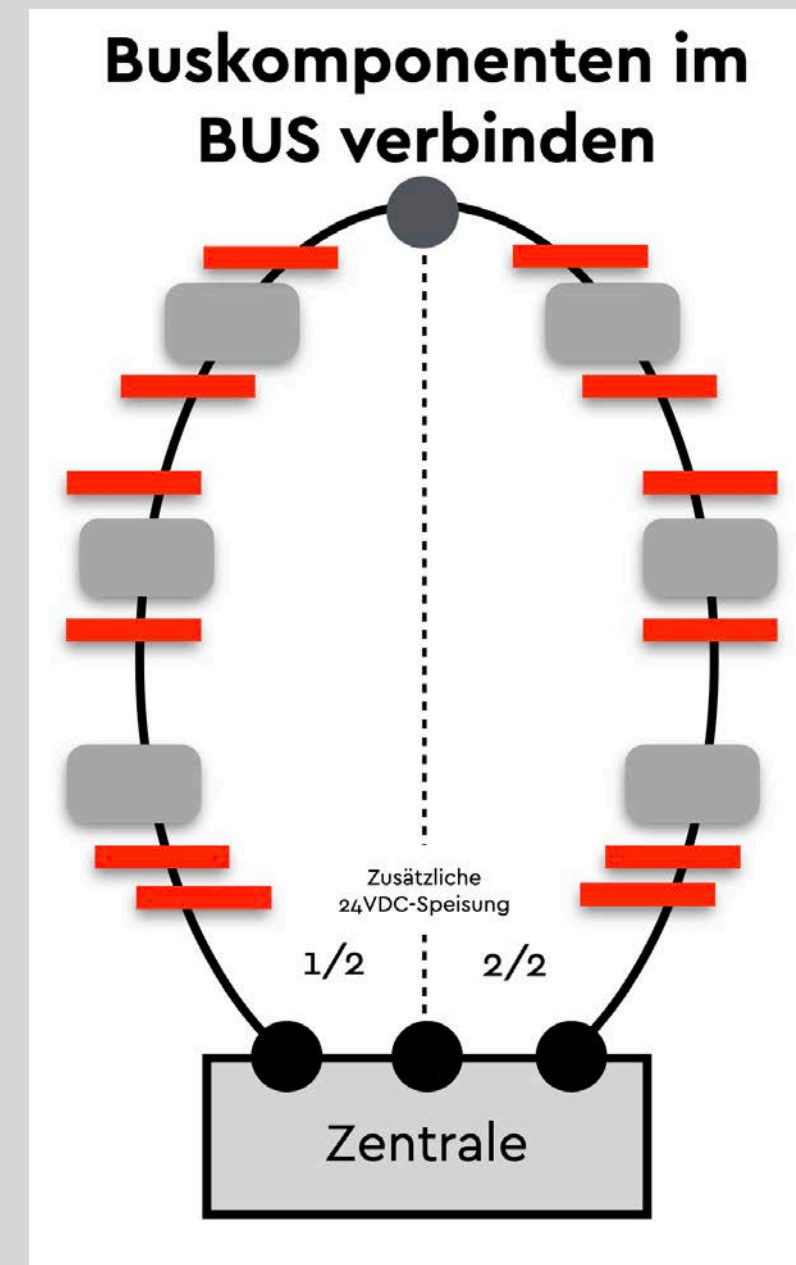 Buskomponenten im
BUS verbinden
Zusätzliche
24VDC-Speisung
1/2
2/2
Zentrale